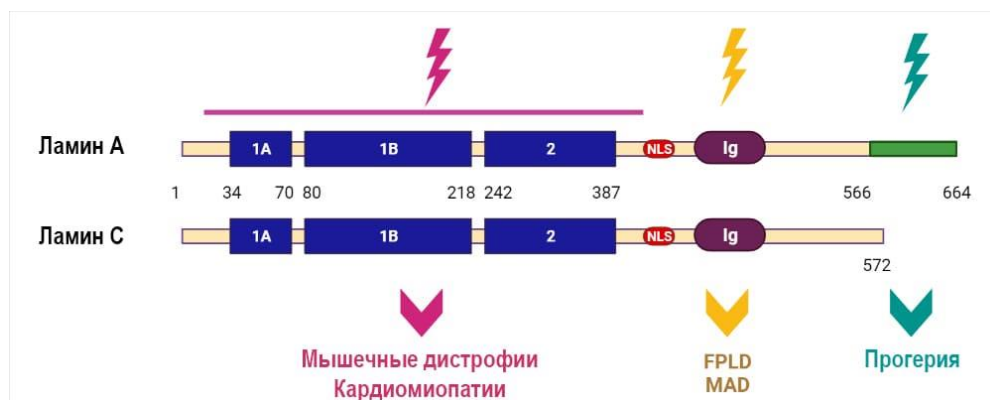 Ламин А 1A 1B 2 NLS Ig
1 34 70 80 218 242 387 566 664
Ламин С 1A 1B 2 NLS Ig
572
Мышечные дистрофии
Кардиомиопатии
FPLD
MAD
Прогерия